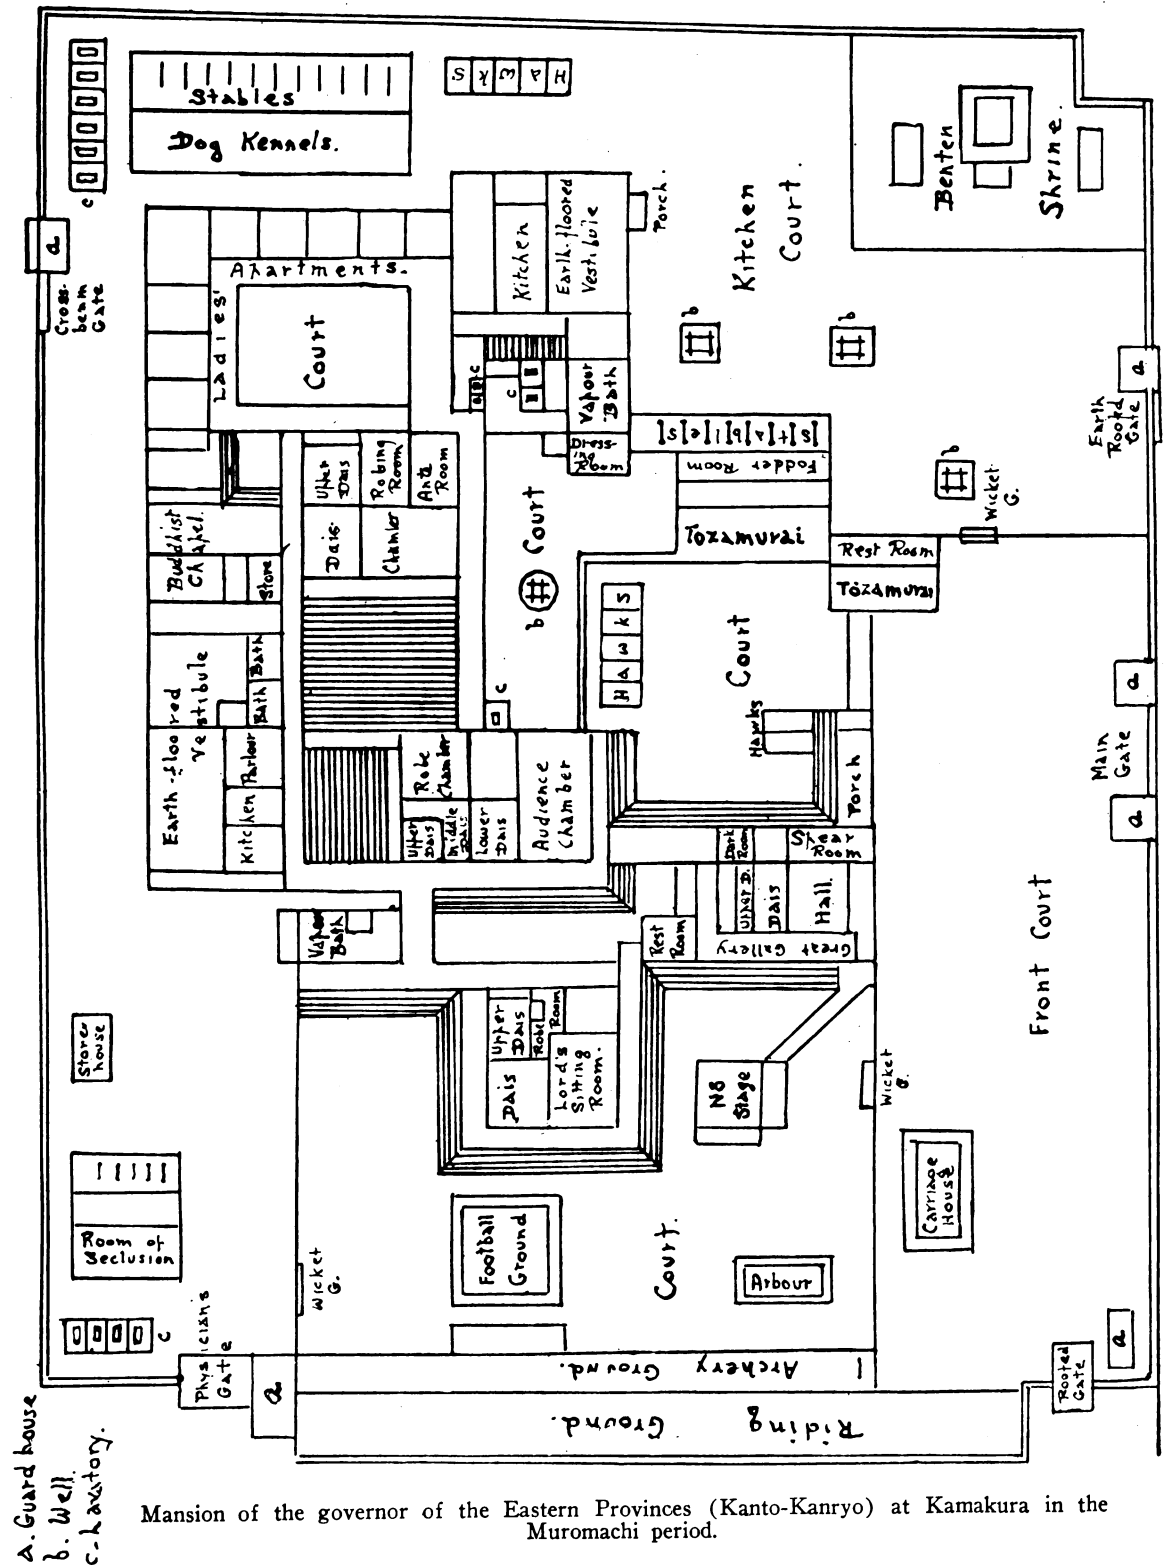 Stables
Dog Kennels.
H a w k s
e
a
Cross-
beam
Gate
Apartments.
Ladies'
Court
Kitchen
Earth-floored
Vestibule
Porch.
Kitchen
Court.
Benten
Shrine.
b
b
a
Earth
Rooted
Gate
c
c
Vapour
Bath
Dress-
ing
Room
Stables
Fodder Room
Tozamurai
b
Wicket
G.
Rest Room
Tozamurai
Upper
Dais
Robing
Room
Ante
Room
Dais
Chamber
Buddhist
Chapel.
Store
b
Court
Hawks
Court
c
Earth-floored
Vestibule
Bath
Bath
Parlour
Kitchen
Robe
Chamber
Upper
Dais
Middle
Dais
Lower
Dais
Audience
Chamber
Hawks
Porch
Dark
Room
Spear
Room
Upper D.
Dais
Hall.
Great Gallery
Rest
Room
a
Main
Gate
a
Front Court
Vapour
Bath
Store
house
Upper
Dais
Robe
Room
Dais
Lord's
Sitting
Room.
Nō
Stage
Wicket
G.
Carriage
House
Room of
Seclusion
Wicket
G.
Football
Ground
Court.
Arbour
c
Physician's
Gate
a
Archery Ground.
Riding Ground.
Rooted
Gate
a
a. Guard house
b. Well.
c. Lavatory.
Mansion of the governor of the Eastern Provinces (Kanto-Kanryo) at Kamakura in the
Muromachi period.